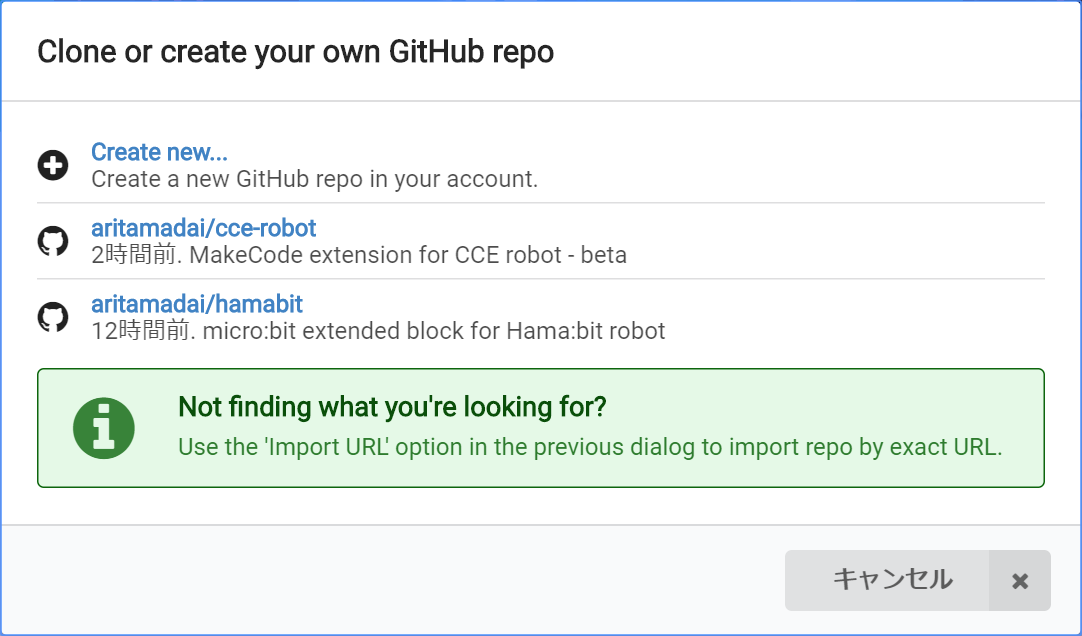 Clone or create your own GitHub repo
Create new...
Create a new GitHub repo in your account.
aritamadai/cce-robot
2時間前. MakeCode extension for CCE robot - beta
aritamadai/hamabit
12時間前. micro:bit extended block for Hama:bit robot
Not finding what you're looking for?
Use the 'Import URL' option in the previous dialog to import repo by exact URL.
キャンセル